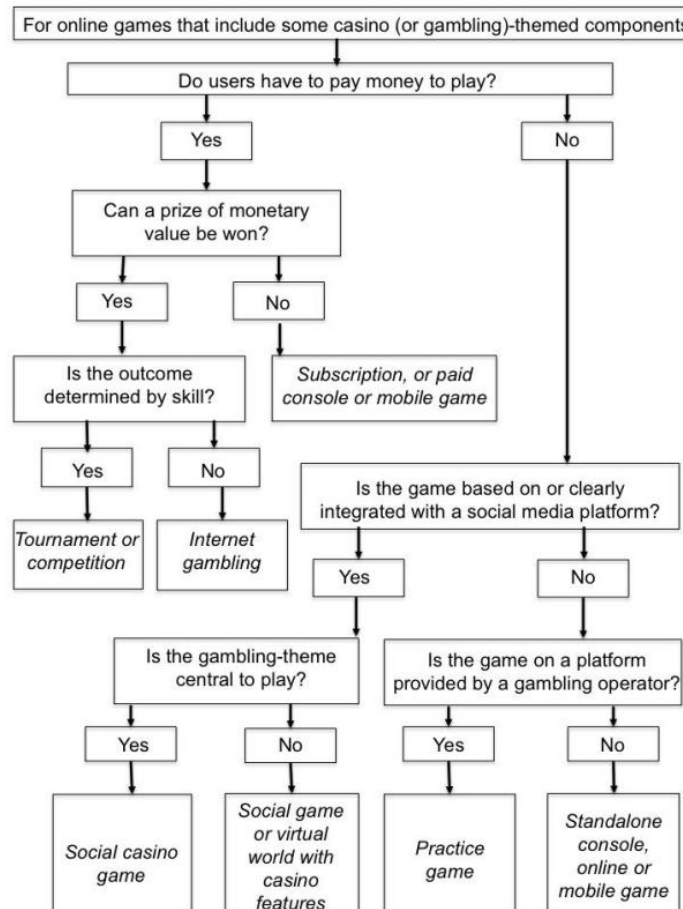 For online games that include some casino (or gambling)-themed components
Do users have to pay money to play?
Yes
No
Can a prize of monetary
value be won?
Yes
No
Is the outcome
determined by skill?
Subscription, or paid
console or mobile game
Yes
No
Tournament or
competition
Internet
gambling
Is the game based on or clearly
integrated with a social media platform?
Yes
No
Is the gambling-theme
central to play?
Is the game on a platform
provided by a gambling operator?
Yes
No
Yes
No
Social casino
game
Social game
or virtual
world with
casino
features
Practice
game
Standalone
console,
online or
mobile game